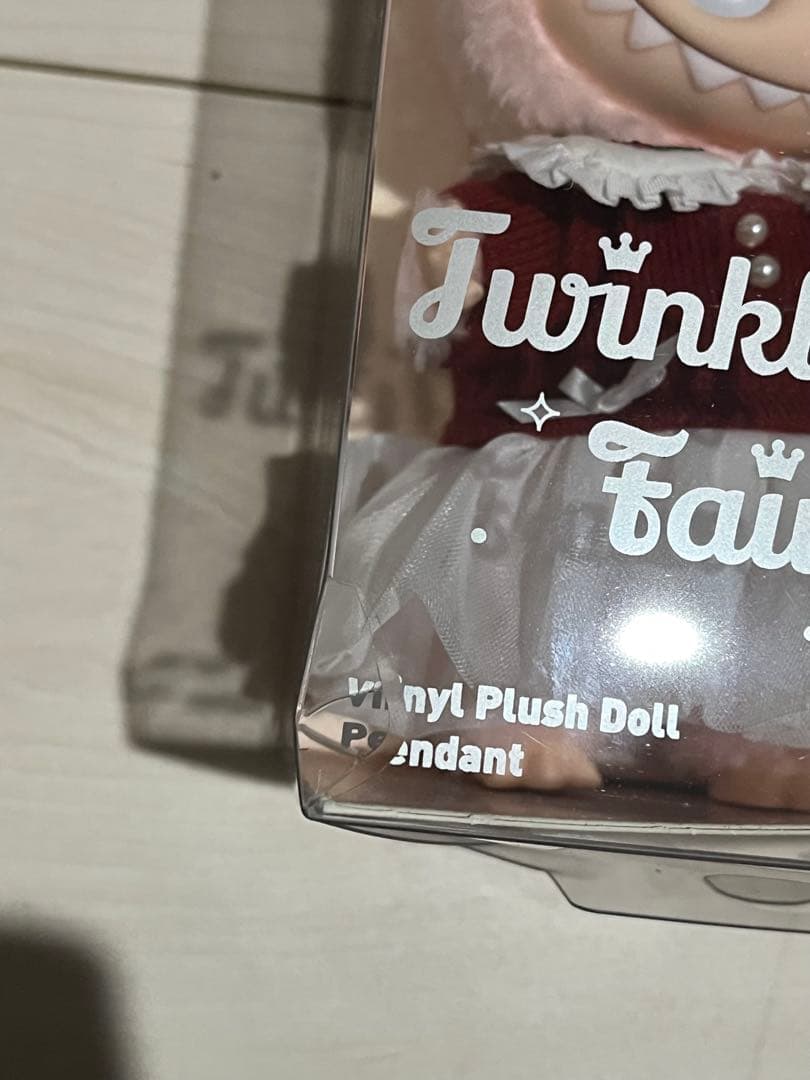 Twinkl
Fai
Vinyl Plush Doll
Pendant